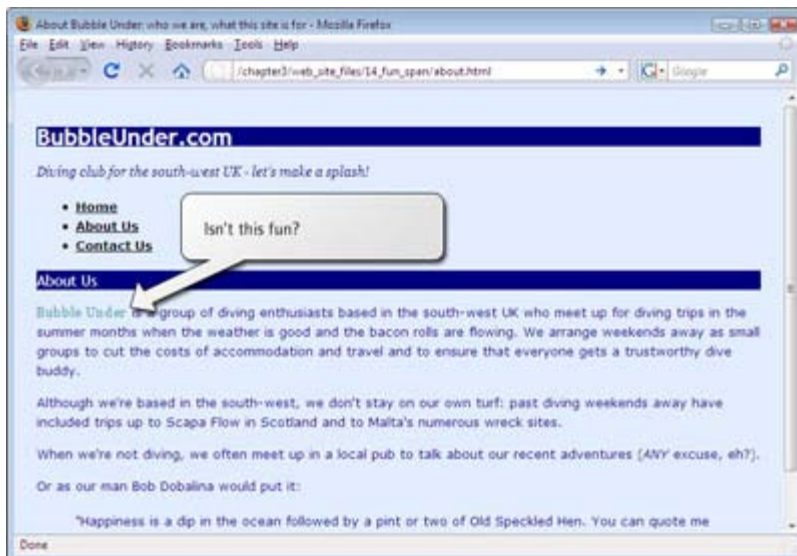 About Bubble Under: who we are, what this site is for - Mozilla Firefox
File Edit View History Bookmarks Tools Help
/chapter3/web_site_files/14_fun_span/about.html
Google
BubbleUnder.com
Diving club for the south-west UK - let's make a splash!
• Home
• About Us
• Contact Us
Isn't this fun?
About Us
Bubble Under is a group of diving enthusiasts based in the south-west UK who meet up for diving trips in the
summer months when the weather is good and the bacon rolls are flowing. We arrange weekends away as small
groups to cut the costs of accommodation and travel and to ensure that everyone gets a trustworthy dive
buddy.
Although we're based in the south-west, we don't stay on our own turf: past diving weekends away have
included trips up to Scapa Flow in Scotland and to Malta's numerous wreck sites.
When we're not diving, we often meet up in a local pub to talk about our recent adventures (ANY excuse, eh?).
Or as our man Bob Dobalina would put it:
"Happiness is a dip in the ocean followed by a pint or two of Old Speckled Hen. You can quote me
Done